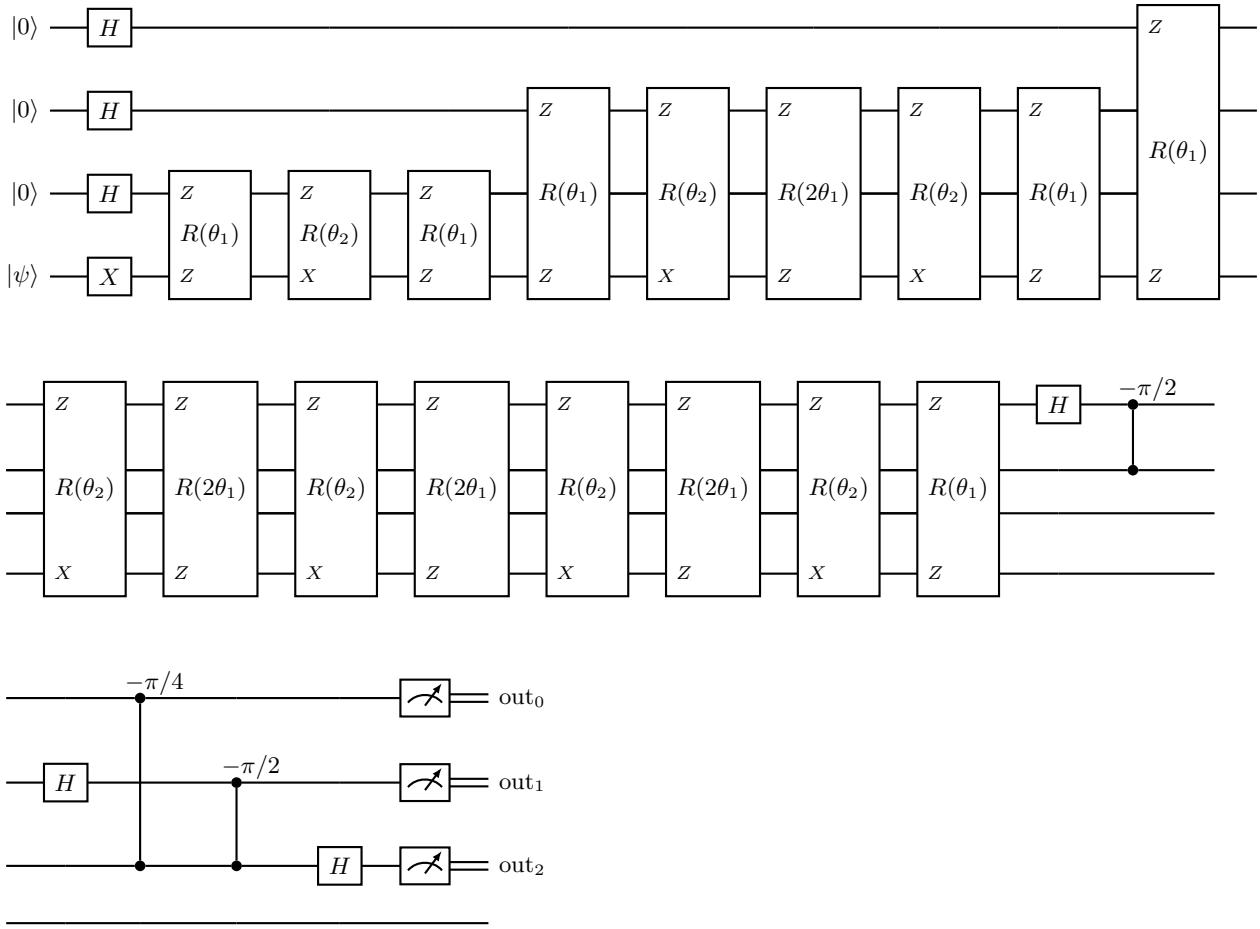 |0⟩ H Z
|0⟩ H Z Z Z Z Z
R(θ₁)
|0⟩ H Z Z Z R(θ₁) R(θ₂) R(2θ₁) R(θ₂) R(θ₁)
R(θ₁) R(θ₂) R(θ₁)
|ψ⟩ X Z X Z Z X Z X Z Z
−π/2
Z Z Z Z Z Z Z Z H
R(θ₂) R(2θ₁) R(θ₂) R(2θ₁) R(θ₂) R(2θ₁) R(θ₂) R(θ₁)
X Z X Z X Z X Z
−π/4
out₀
−π/2
H out₁
H out₂